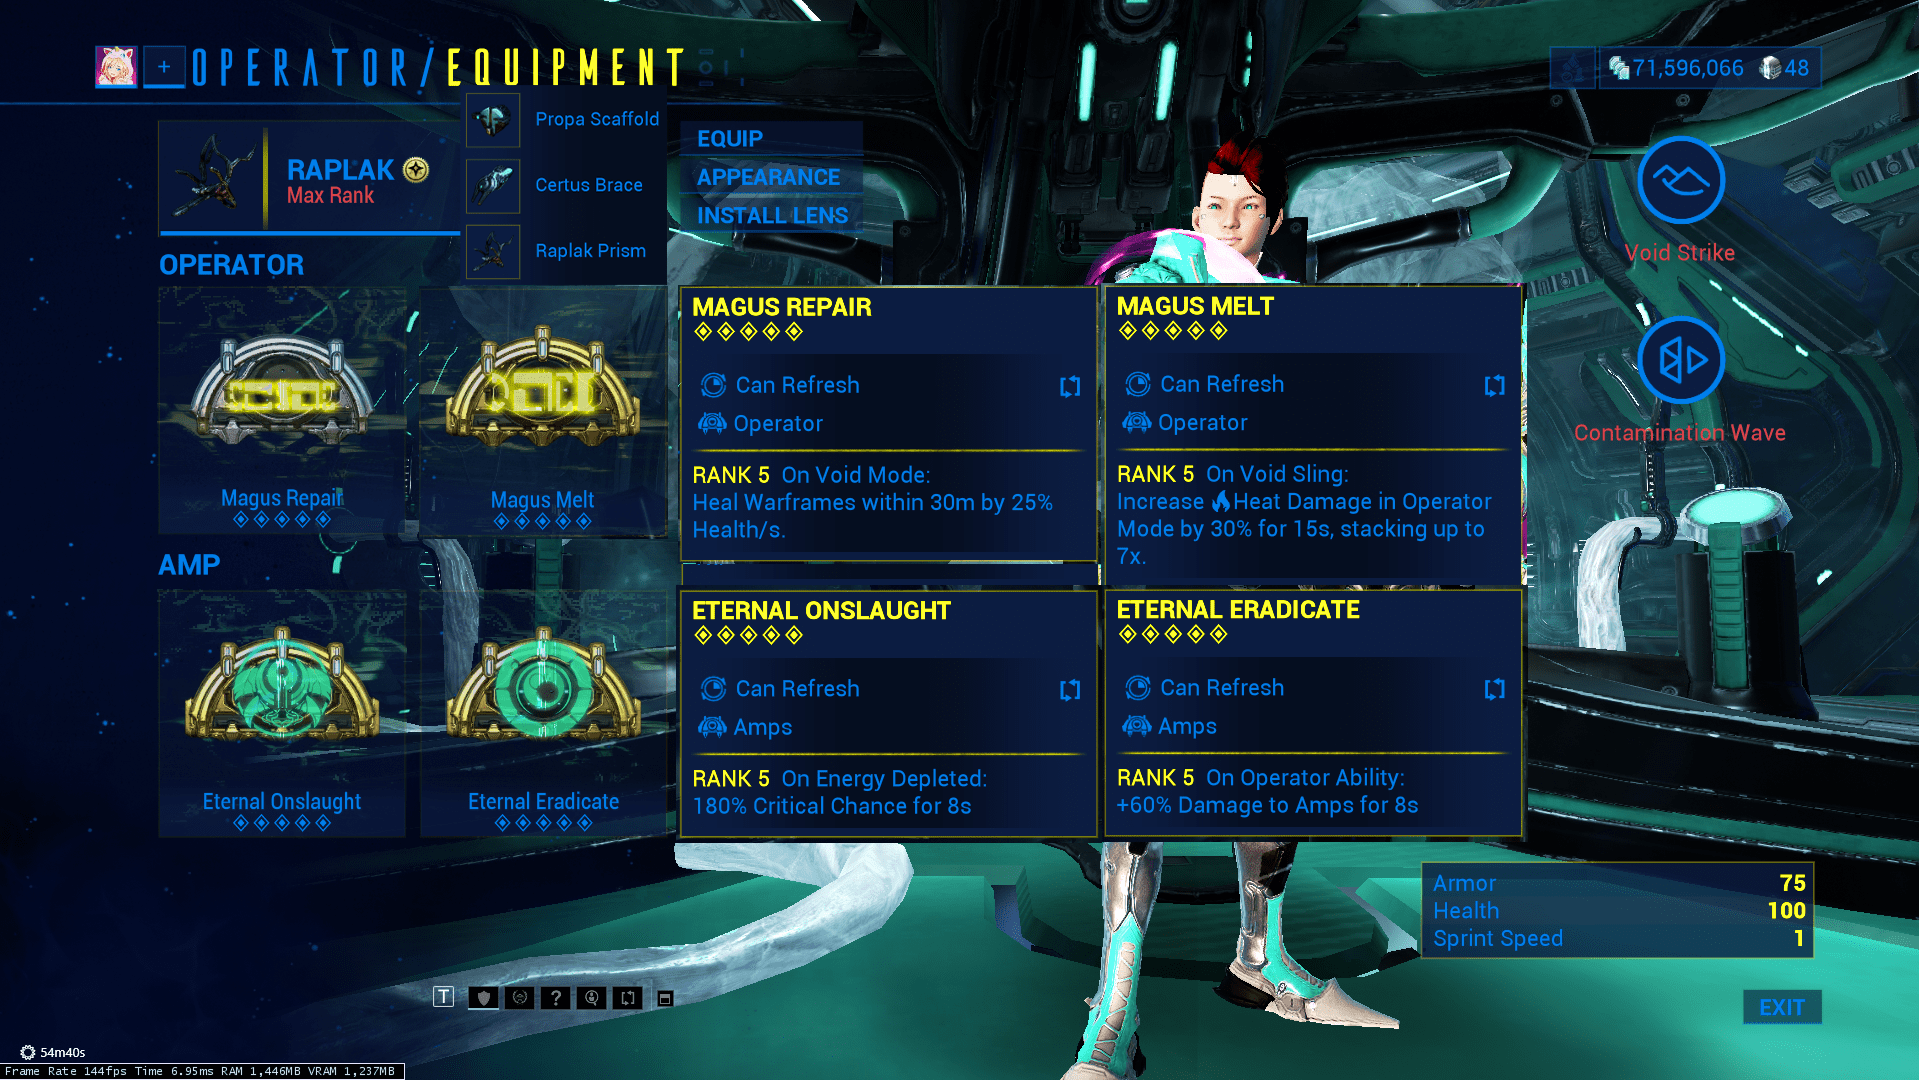 + OPERATOR/EQUIPMENT
71,596,066 48
RAPLAK
Max Rank
Propa Scaffold
Certus Brace
Raplak Prism
EQUIP
APPEARANCE
INSTALL LENS
Void Strike
Contamination Wave
OPERATOR
Magus Repair
Magus Melt
AMP
Eternal Onslaught
Eternal Eradicate
MAGUS REPAIR
Can Refresh
Operator
RANK 5 On Void Mode:
Heal Warframes within 30m by 25%
Health/s.
MAGUS MELT
Can Refresh
Operator
RANK 5 On Void Sling:
Increase Heat Damage in Operator
Mode by 30% for 15s, stacking up to
7x.
ETERNAL ONSLAUGHT
Can Refresh
Amps
RANK 5 On Energy Depleted:
180% Critical Chance for 8s
ETERNAL ERADICATE
Can Refresh
Amps
RANK 5 On Operator Ability:
+60% Damage to Amps for 8s
Armor 75
Health 100
Sprint Speed 1
T ?
EXIT
54m40s
Frame Rate 144fps Time 6.95ms RAM 1,446MB VRAM 1,237MB